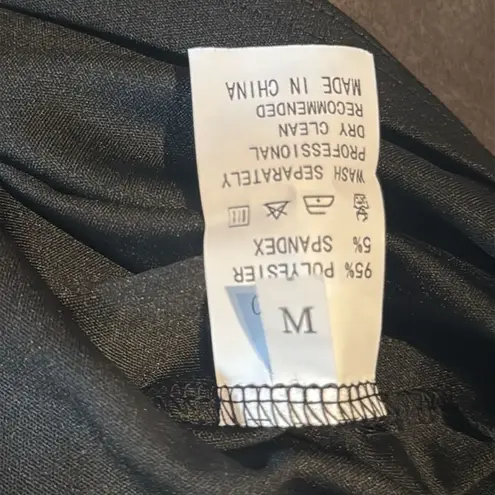 M
95% POLYESTER
5% SPANDEX
WASH SEPARATELY
PROFESSIONAL
DRY CLEAN
RECOMMENDED
MADE IN CHINA